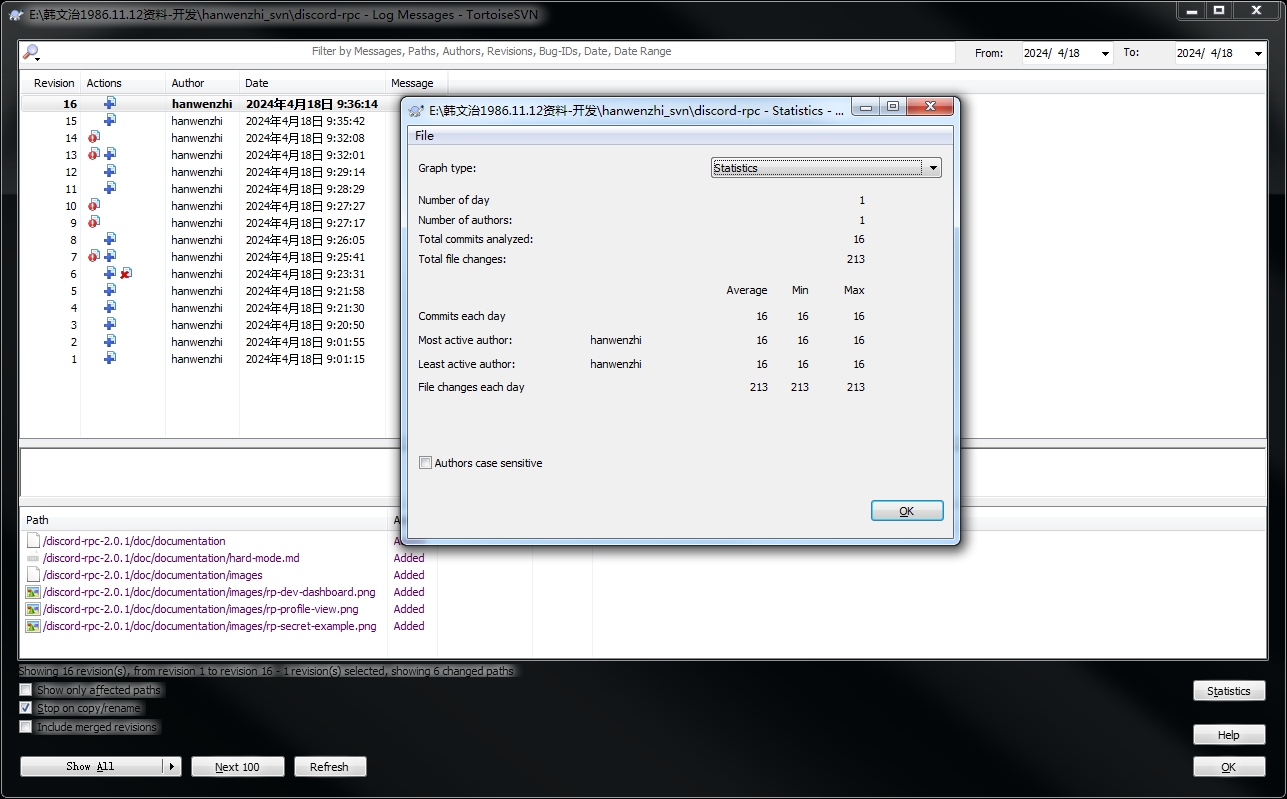 E:\韩文治1986.11.12资料-开发\hanwenzhi_svn\discord-rpc - Log Messages - TortoiseSVN
Filter by Messages, Paths, Authors, Revisions, Bug-IDs, Date, Date Range
From: 2024/ 4/18 To: 2024/ 4/18
Revision Actions Author Date Message
16 hanwenzhi 2024年4月18日 9:36:14
15 hanwenzhi 2024年4月18日 9:35:42
14 hanwenzhi 2024年4月18日 9:32:08
13 hanwenzhi 2024年4月18日 9:32:01
12 hanwenzhi 2024年4月18日 9:29:14
11 hanwenzhi 2024年4月18日 9:28:29
10 hanwenzhi 2024年4月18日 9:27:27
9 hanwenzhi 2024年4月18日 9:27:17
8 hanwenzhi 2024年4月18日 9:26:05
7 hanwenzhi 2024年4月18日 9:25:41
6 hanwenzhi 2024年4月18日 9:23:31
5 hanwenzhi 2024年4月18日 9:21:58
4 hanwenzhi 2024年4月18日 9:21:30
3 hanwenzhi 2024年4月18日 9:20:50
2 hanwenzhi 2024年4月18日 9:01:55
1 hanwenzhi 2024年4月18日 9:01:15
E:\韩文治1986.11.12资料-开发\hanwenzhi_svn\discord-rpc - Statistics - ...
File
Graph type: Statistics
Number of day 1
Number of authors: 1
Total commits analyzed: 16
Total file changes: 213
Average Min Max
Commits each day 16 16 16
Most active author: hanwenzhi 16 16 16
Least active author: hanwenzhi 16 16 16
File changes each day 213 213 213
Authors case sensitive
OK
Path A
/discord-rpc-2.0.1/doc/documentation A
/discord-rpc-2.0.1/doc/documentation/hard-mode.md Added
/discord-rpc-2.0.1/doc/documentation/images Added
/discord-rpc-2.0.1/doc/documentation/images/rp-dev-dashboard.png Added
/discord-rpc-2.0.1/doc/documentation/images/rp-profile-view.png Added
/discord-rpc-2.0.1/doc/documentation/images/rp-secret-example.png Added
Showing 16 revision(s), from revision 1 to revision 16 - 1 revision(s) selected, showing 6 changed paths
Show only affected paths
Stop on copy/rename
Include merged revisions
Statistics
Help
Show All Next 100 Refresh OK